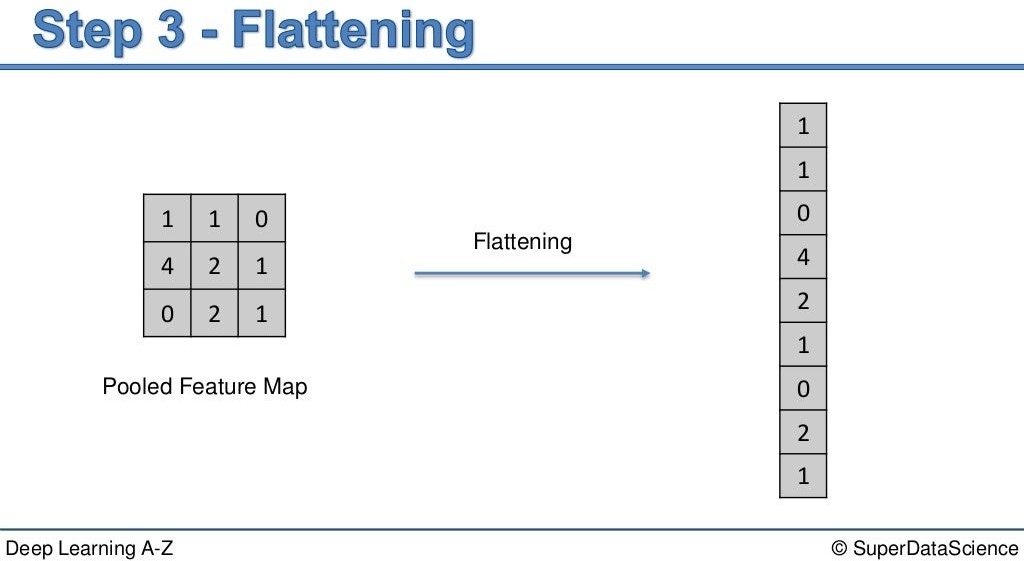 Step 3 - Flattening
1 1 0
4 2 1
0 2 1
Pooled Feature Map
Flattening
1
1
0
4
2
1
0
2
1
Deep Learning A-Z
© SuperDataScience